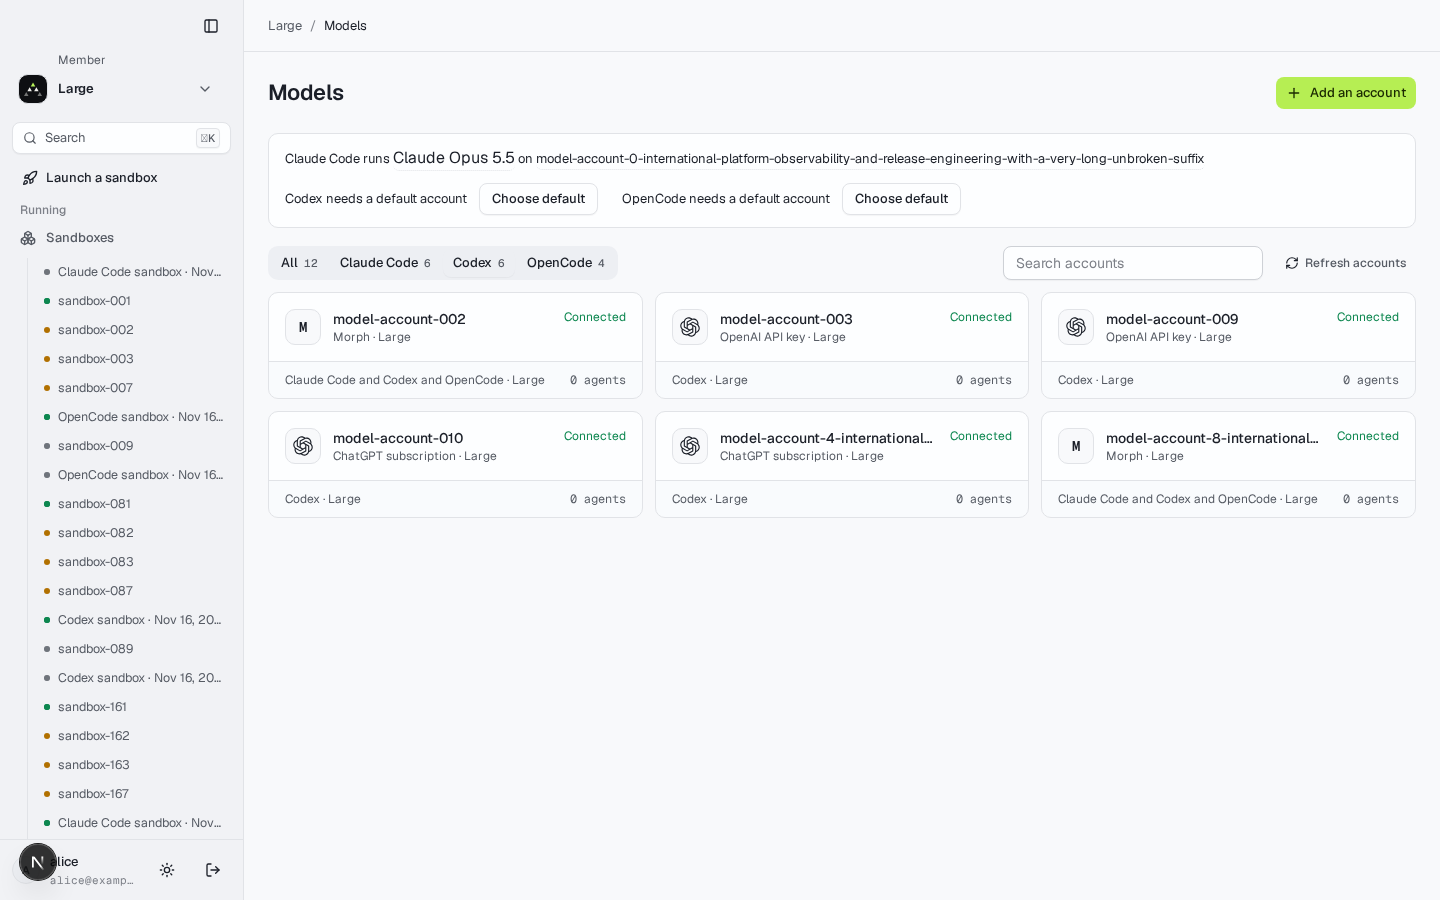 Member
Large
Search
K
Launch a sandbox
Running
Sandboxes
Claude Code sandbox · Nov…
sandbox-001
sandbox-002
sandbox-003
sandbox-007
OpenCode sandbox · Nov 16…
sandbox-009
OpenCode sandbox · Nov 16…
sandbox-081
sandbox-082
sandbox-083
sandbox-087
Codex sandbox · Nov 16, 20…
sandbox-089
Codex sandbox · Nov 16, 20…
sandbox-161
sandbox-162
sandbox-163
sandbox-167
Claude Code sandbox · Nov…
N
alice
alice@examp…
Large / Models
Models
Add an account
Claude Code runs Claude Opus 5.5 on model-account-0-international-platform-observability-and-release-engineering-with-a-very-long-unbroken-suffix
Codex needs a default account Choose default OpenCode needs a default account Choose default
All 12 Claude Code 6 Codex 6 OpenCode 4
Search accounts
Refresh accounts
M
model-account-002
Connected
Morph · Large
Claude Code and Codex and OpenCode · Large 0 agents
model-account-003
Connected
OpenAI API key · Large
Codex · Large 0 agents
model-account-009
Connected
OpenAI API key · Large
Codex · Large 0 agents
model-account-010
Connected
ChatGPT subscription · Large
Codex · Large 0 agents
model-account-4-international…
Connected
ChatGPT subscription · Large
Codex · Large 0 agents
M
model-account-8-international…
Connected
Morph · Large
Claude Code and Codex and OpenCode · Large 0 agents